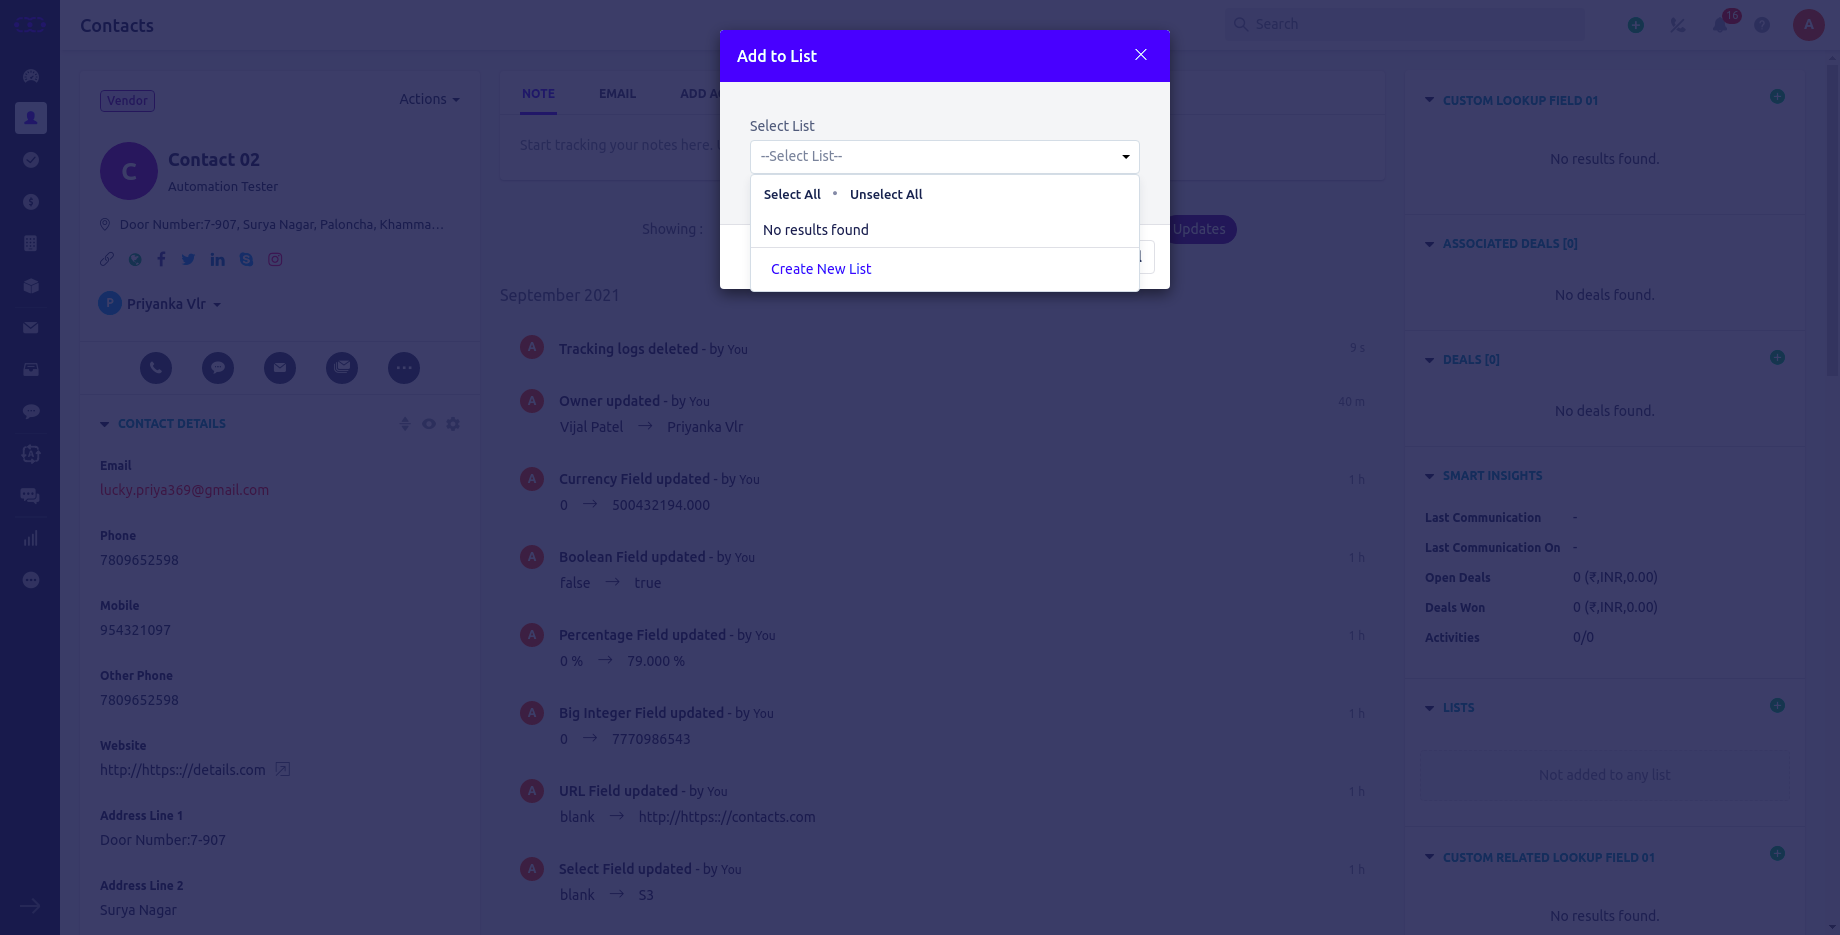 Contacts
Search
16
A
Add to List
Select List
--Select List--
Select All • Unselect All
No results found
Create New List
Vendor
Actions
C
Contact 02
Automation Tester
Door Number:7-907, Surya Nagar, Paloncha, Khamma...
P Priyanka Vlr
CONTACT DETAILS
Email
lucky.priya369@gmail.com
Phone
7809652598
Mobile
954321097
Other Phone
7809652598
Website
http://https:://details.com
Address Line 1
Door Number:7-907
Address Line 2
Surya Nagar
NOTE EMAIL ADD
Start tracking your notes here.
Showing : Updates
September 2021
A Tracking logs deleted - by You 9 s
A Owner updated - by You 40 m
Vijal Patel → Priyanka Vlr
A Currency Field updated - by You 1 h
0 → 500432194.000
A Boolean Field updated - by You 1 h
false → true
A Percentage Field updated - by You 1 h
0 % → 79.000 %
A Big Integer Field updated - by You 1 h
0 → 7770986543
A URL Field updated - by You 1 h
blank → http://https:://contacts.com
A Select Field updated - by You 1 h
blank → S3
CUSTOM LOOKUP FIELD 01
No results found.
ASSOCIATED DEALS [0]
No deals found.
DEALS [0]
No deals found.
SMART INSIGHTS
Last Communication -
Last Communication On -
Open Deals 0 (₹,INR,0.00)
Deals Won 0 (₹,INR,0.00)
Activities 0/0
LISTS
Not added to any list
CUSTOM RELATED LOOKUP FIELD 01
No results found.